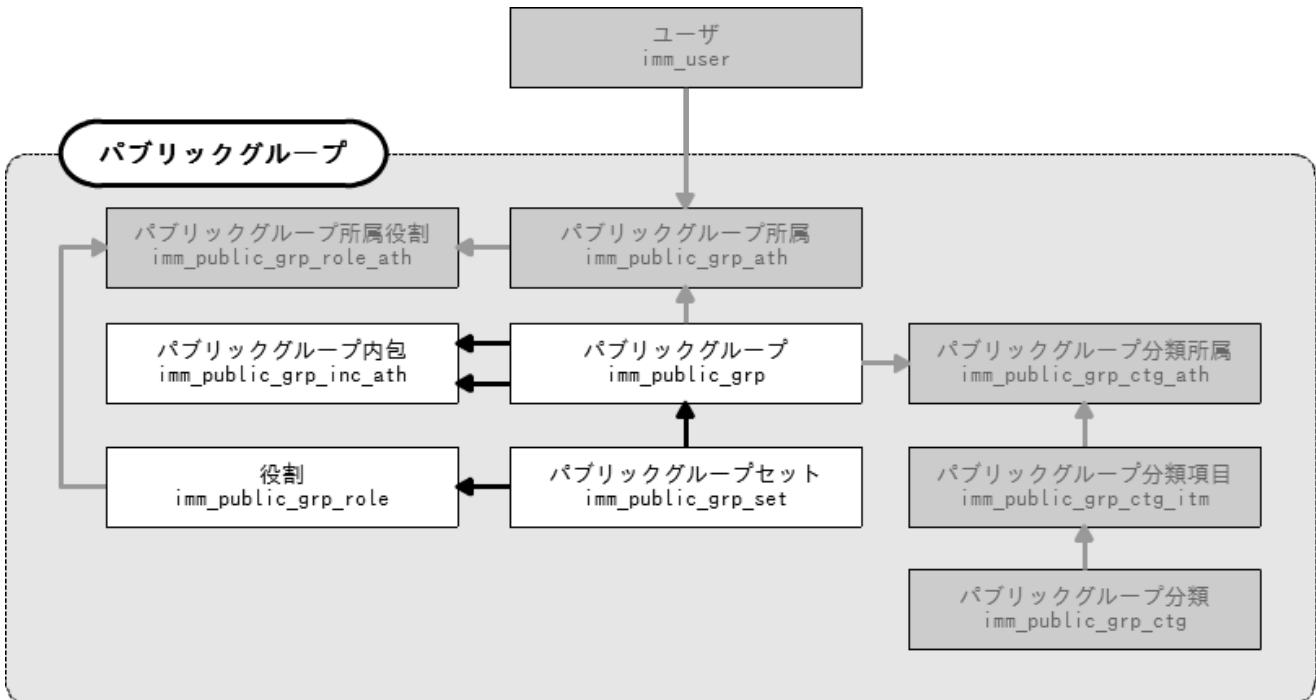 ユーザ
imm_user
パブリックグループ
パブリックグループ所属役割
imm_public_grp_role_ath
パブリックグループ所属
imm_public_grp_ath
パブリックグループ内包
imm_public_grp_inc_ath
パブリックグループ
imm_public_grp
パブリックグループ分類所属
imm_public_grp_ctg_ath
役割
imm_public_grp_role
パブリックグループセット
imm_public_grp_set
パブリックグループ分類項目
imm_public_grp_ctg_itm
パブリックグループ分類
imm_public_grp_ctg